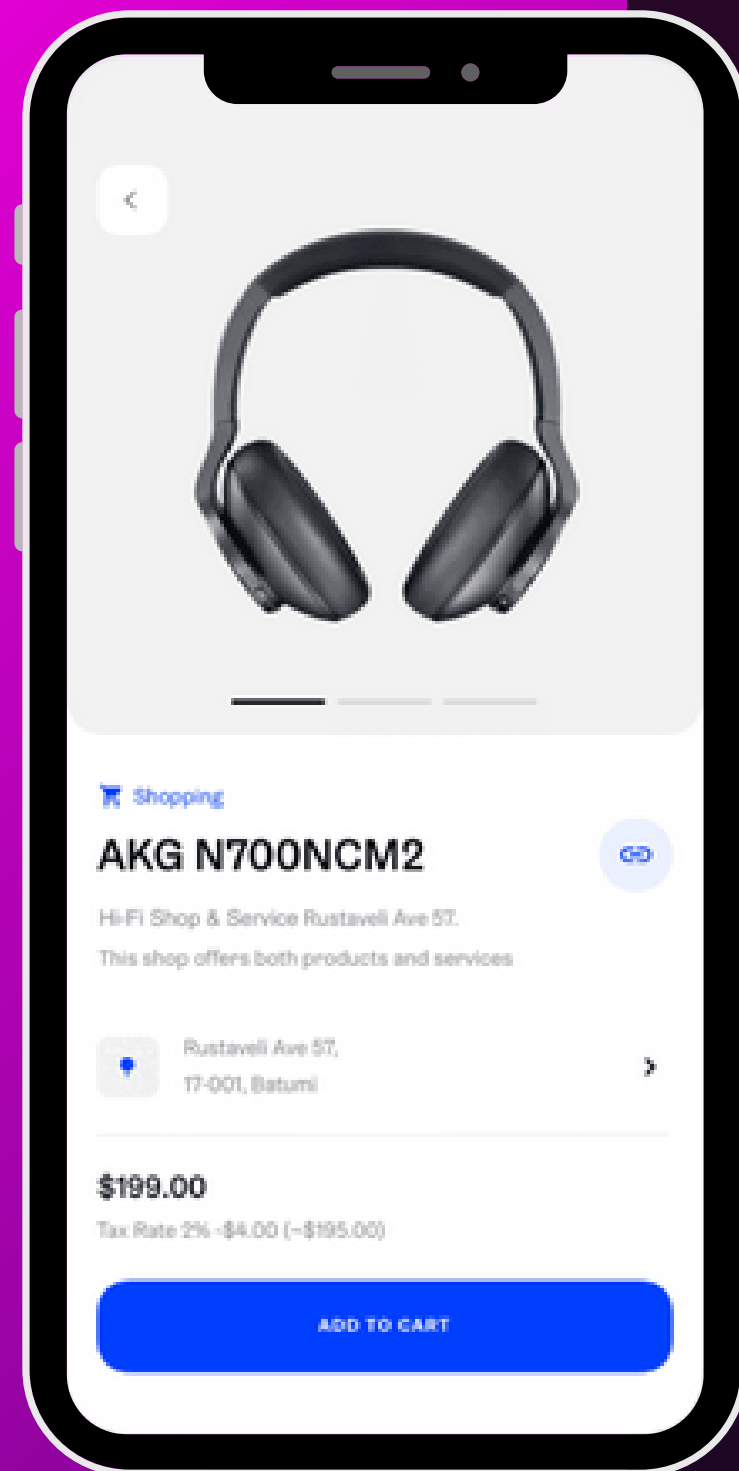 Shopping
AKG N700NCM2
Hi-Fi Shop & Service Rustaveli Ave 57.
This shop offers both products and services
Rustaveli Ave 57,
17-001, Batumi
$199.00
Tax Rate 2% -$4.00 (~$195.00)
ADD TO CART